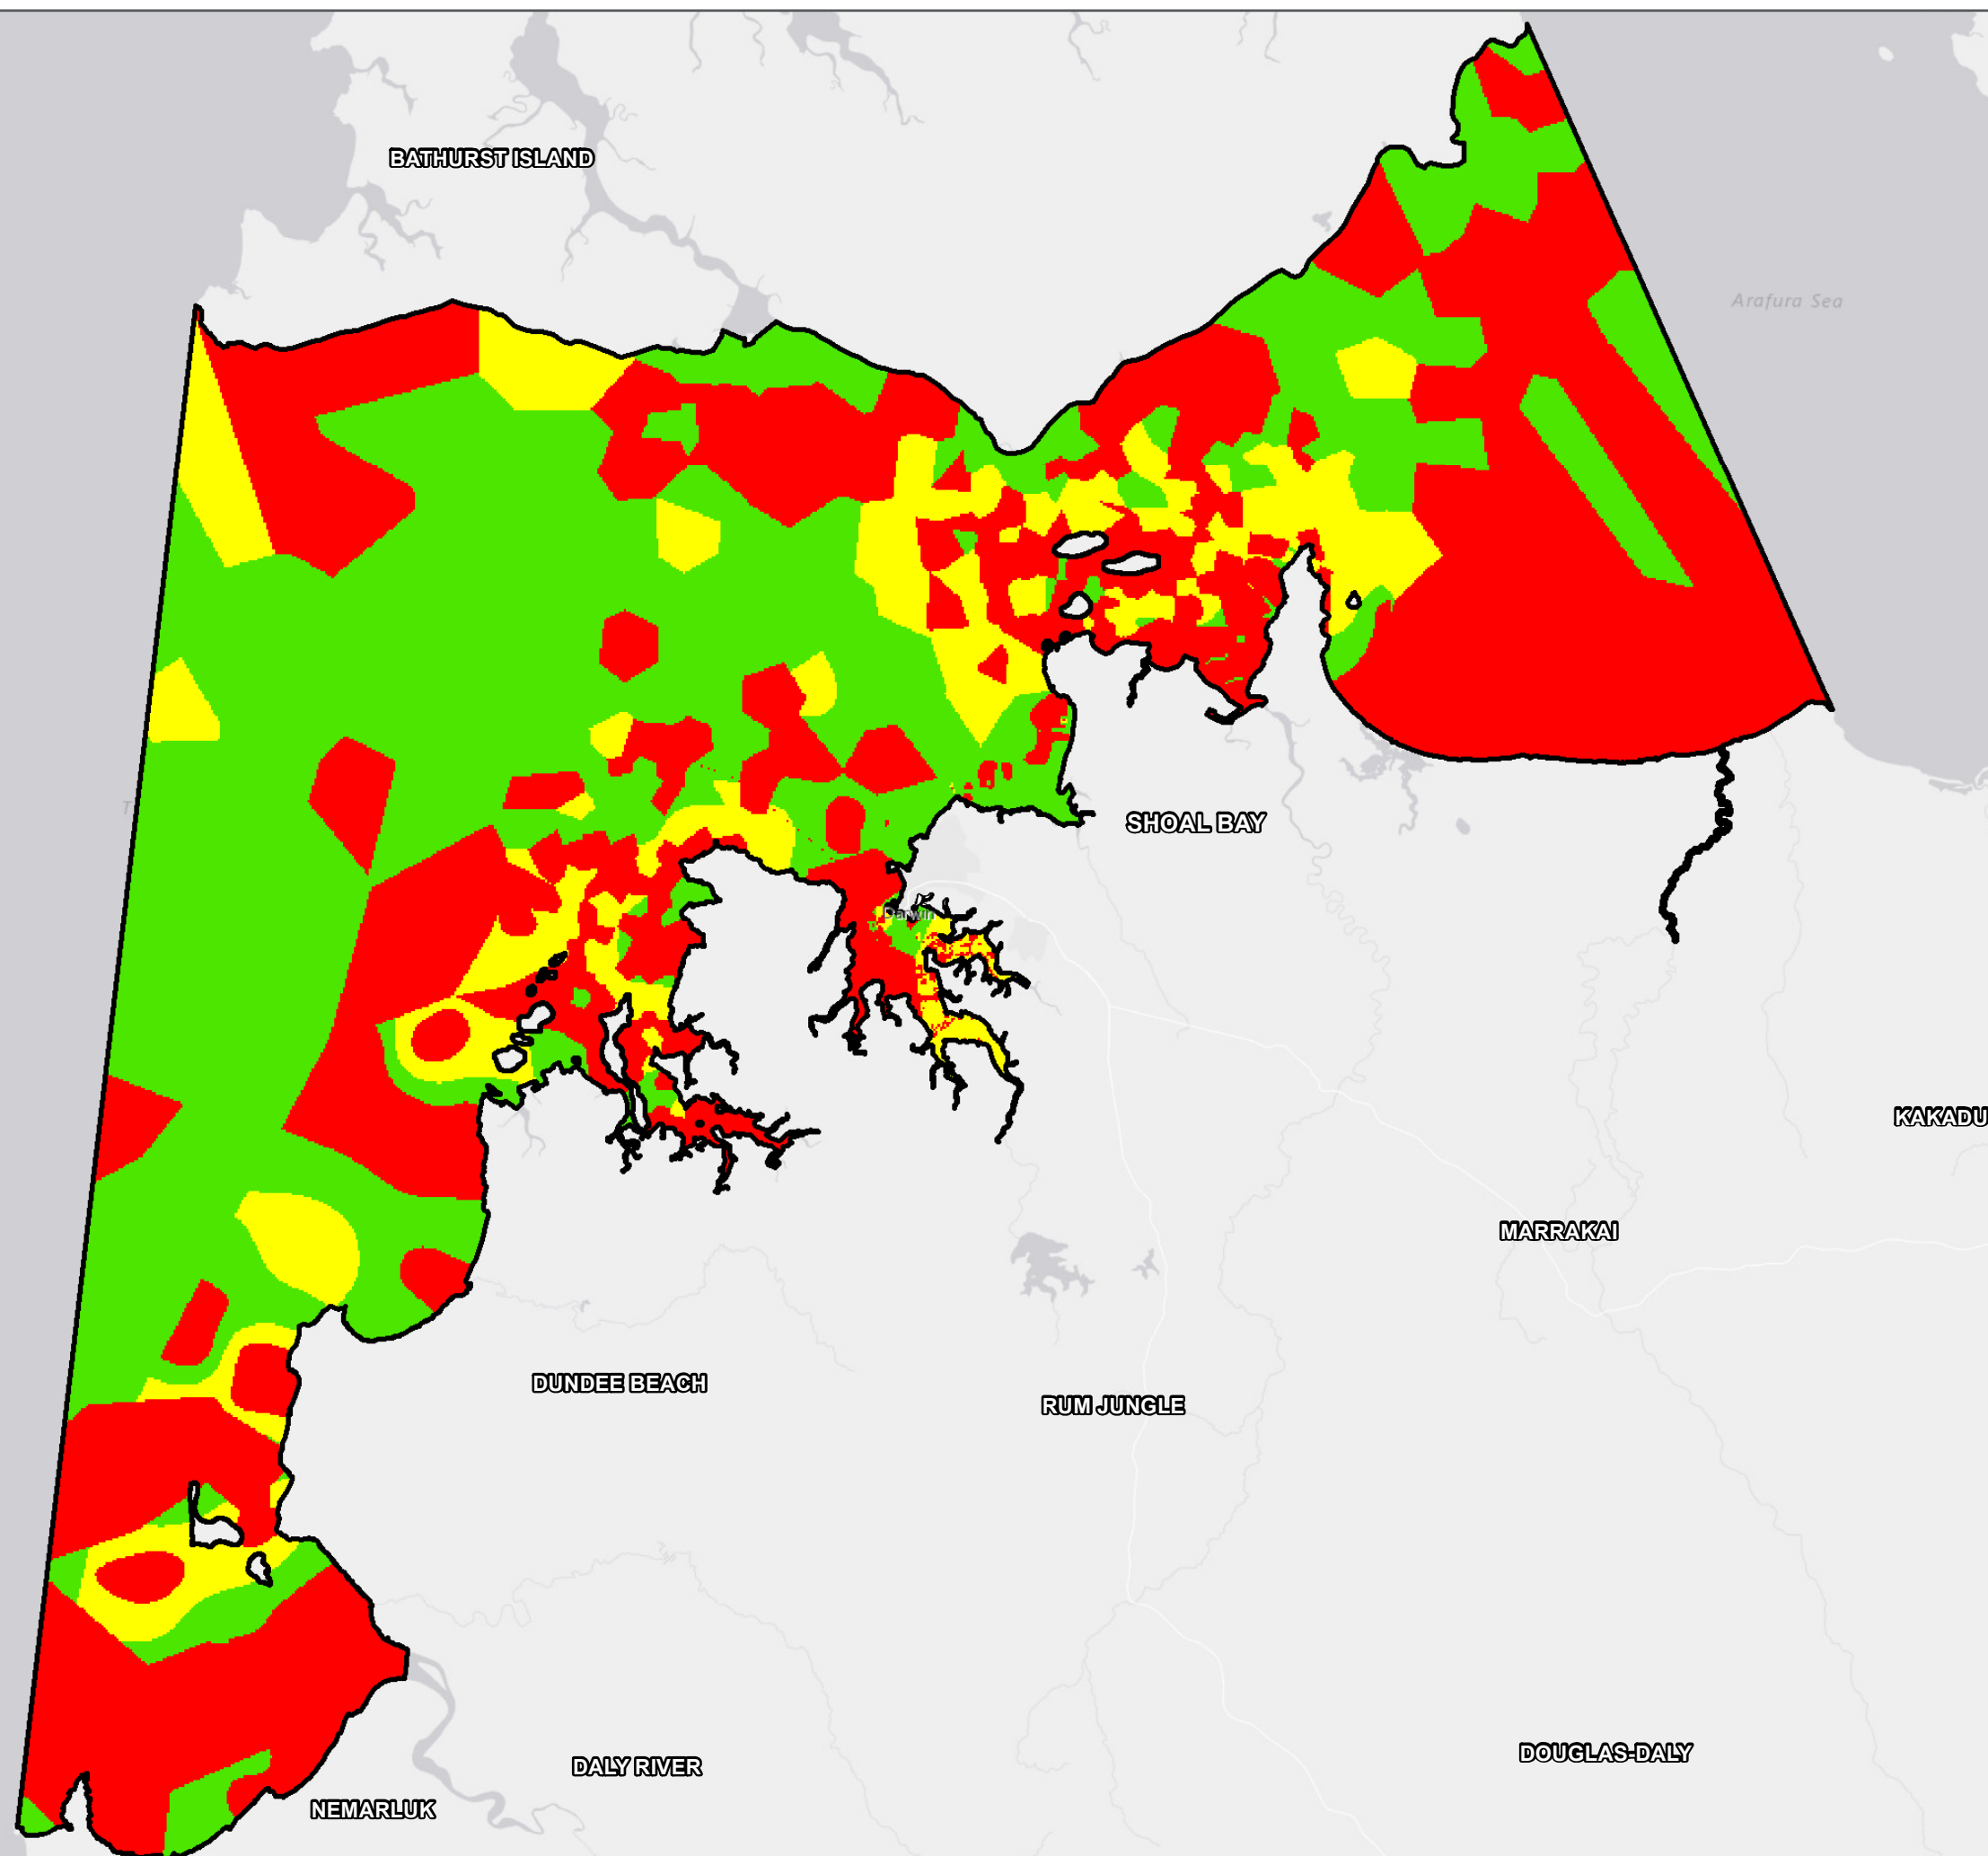 BATHURST ISLAND
Arafura Sea
SHOAL BAY
Darwin
KAKADU
MARRAKAI
DUNDEE BEACH
RUM JUNGLE
DOUGLAS-DALY
DALY RIVER
NEMARLUK